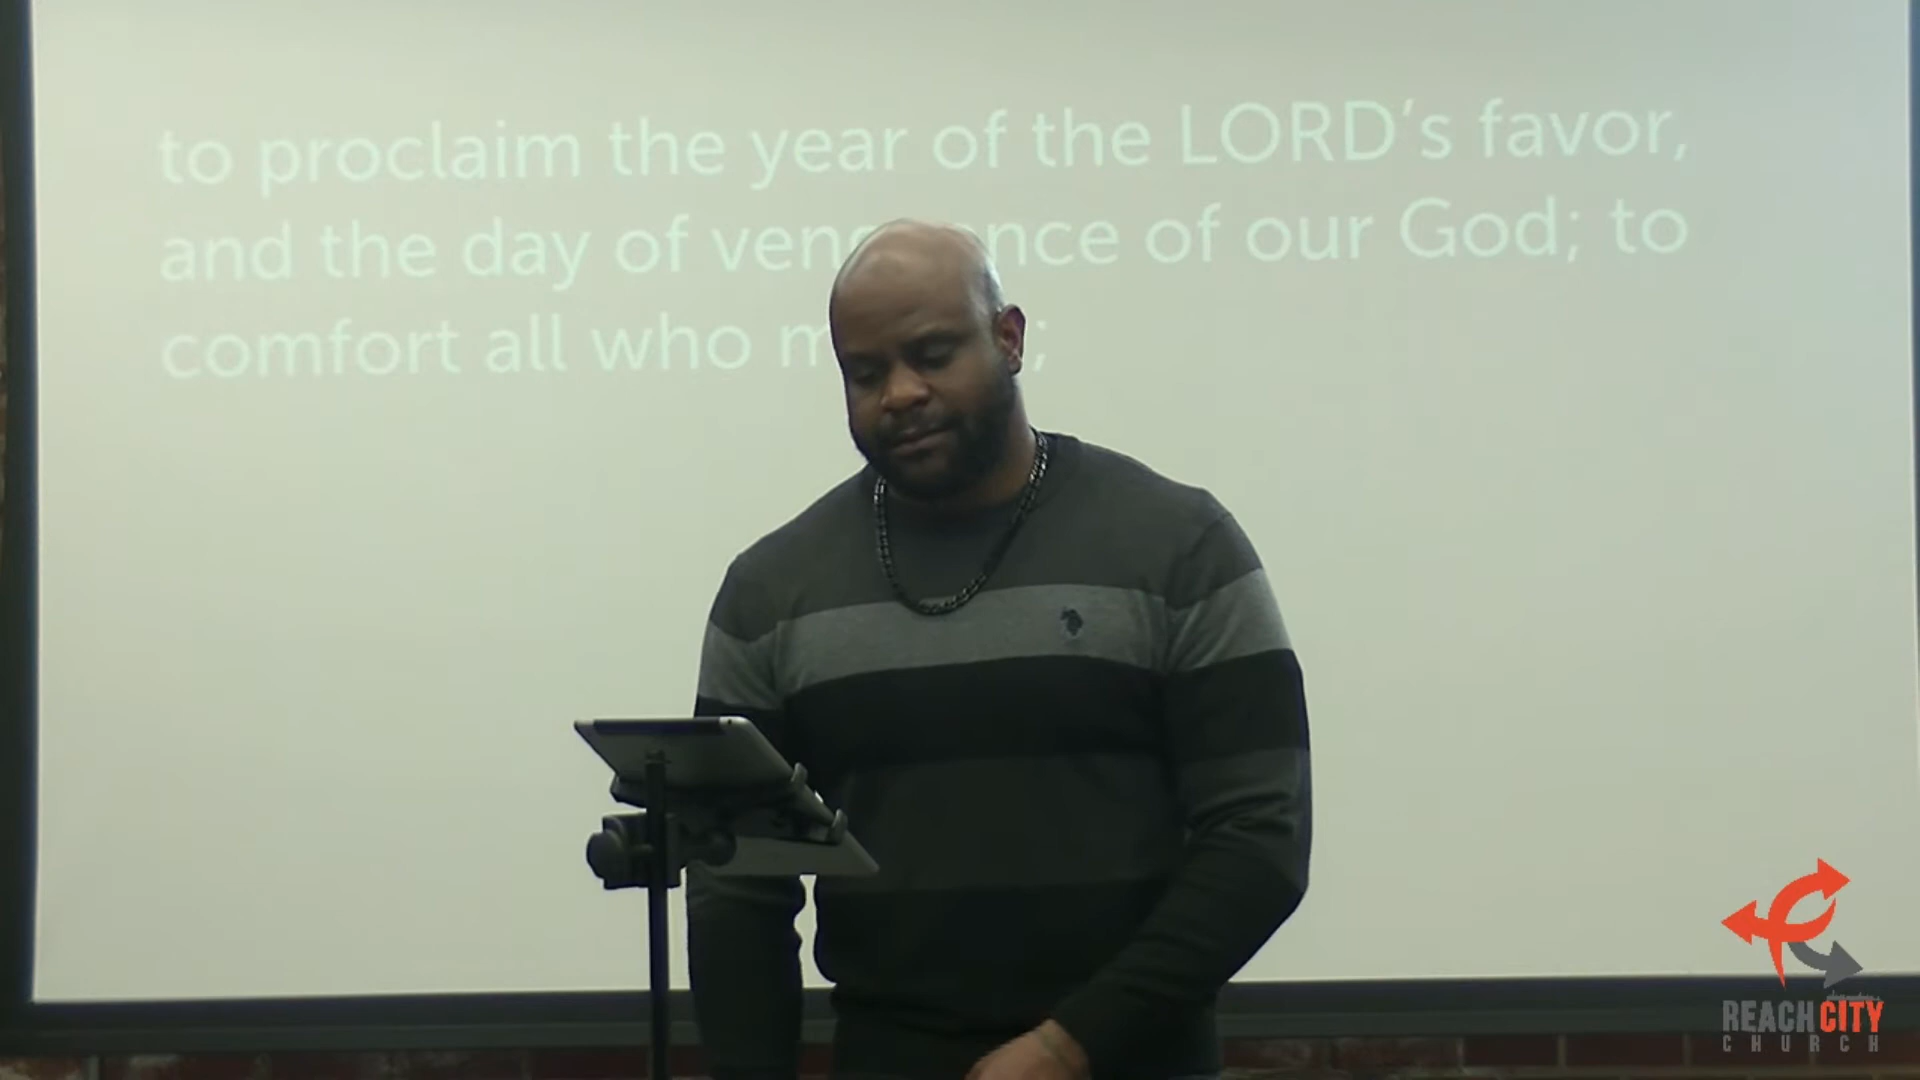 to proclaim the year of the LORD’s favor,
and the day of of our God; to
comfort all who
REACH CITY
CHURCH